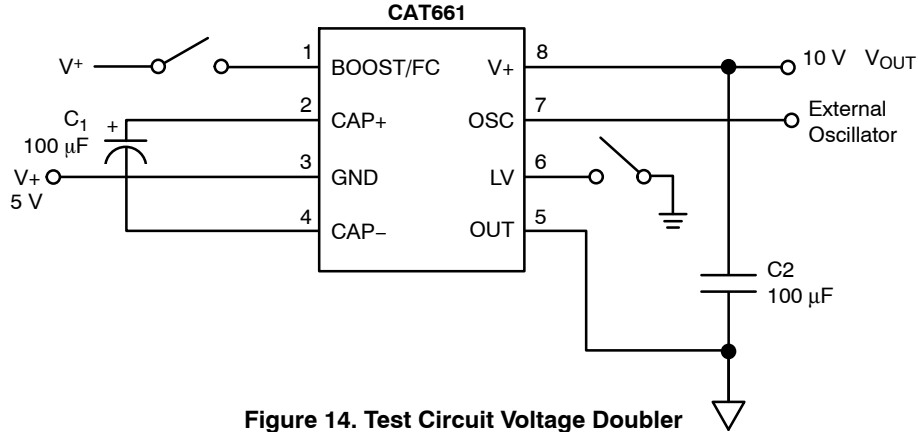 CAT661
V+ 1 BOOST/FC V+ 8 10 V VOUT
2 CAP+ OSC 7 External
Oscillator
C1 +
100 μF
V+ 3 GND LV 6
5 V
4 CAP− OUT 5
C2
100 μF
Figure 14. Test Circuit Voltage Doubler